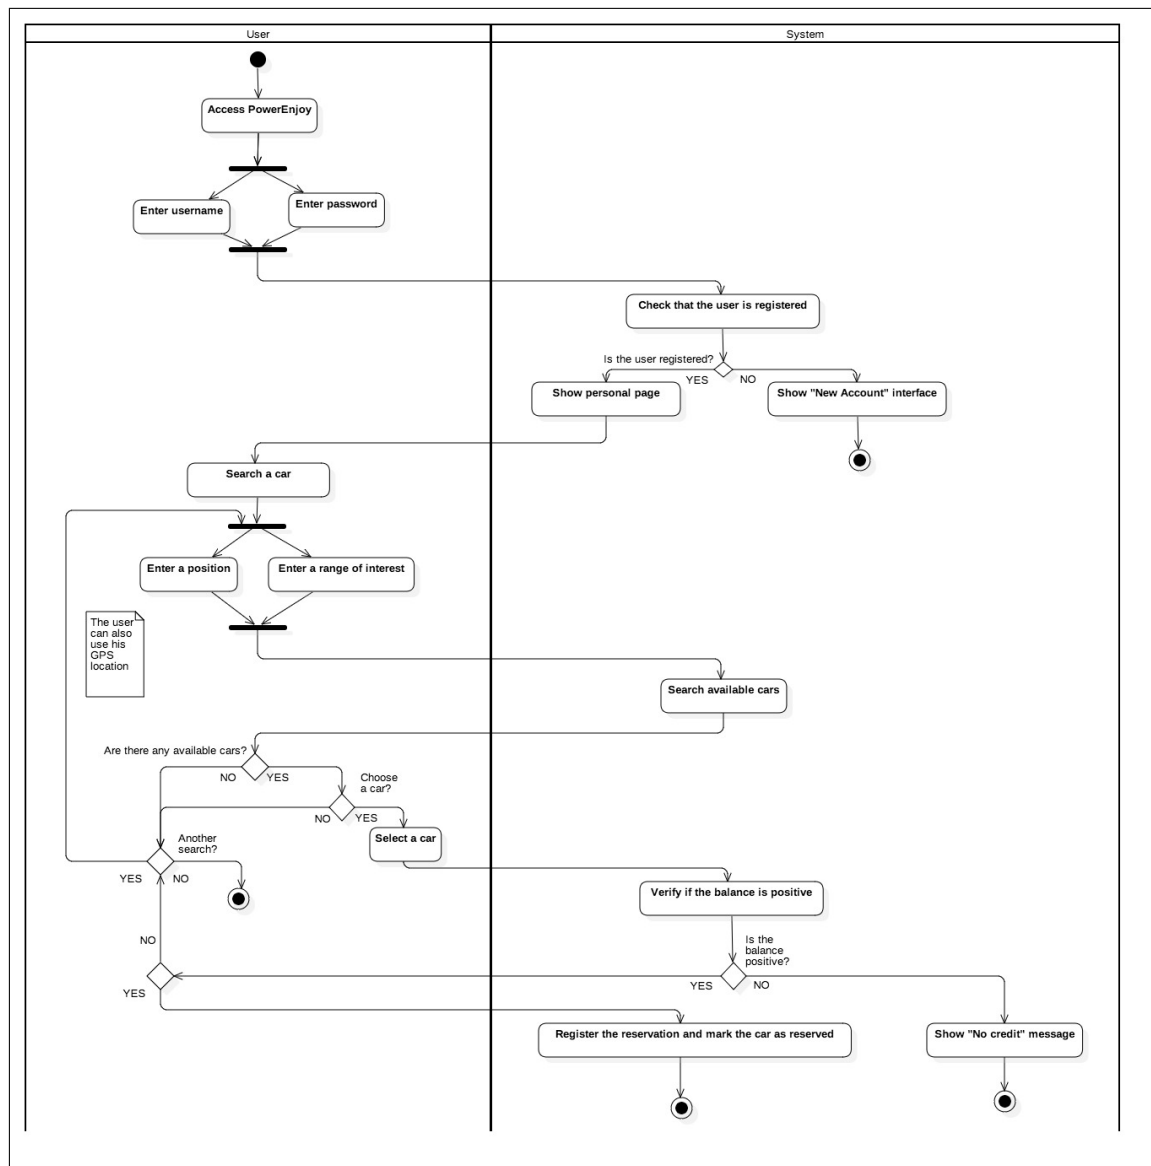 User
System
Access PowerEnjoy
Enter username
Enter password
Check that the user is registered
Is the user registered?
YES
NO
Show personal page
Show "New Account" interface
Search a car
Enter a position
Enter a range of interest
The user
can also
use his
GPS
location
Search available cars
Are there any available cars?
NO
YES
Choose
a car?
NO
YES
Select a car
Another
search?
YES
NO
Verify if the balance is positive
Is the
balance
positive?
YES
NO
NO
YES
Register the reservation and mark the car as reserved
Show "No credit" message